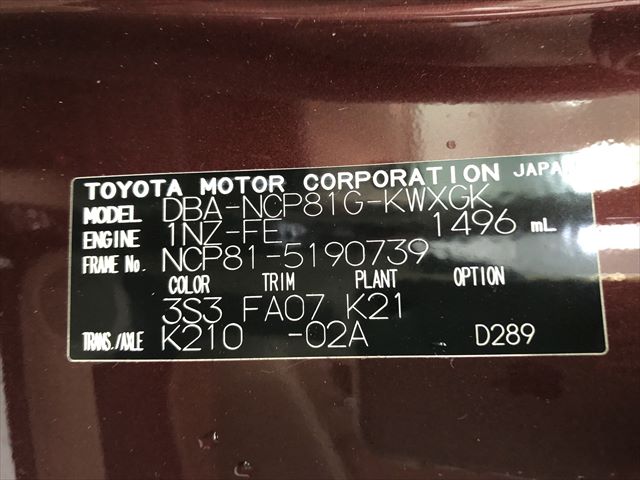 TOYOTA MOTOR CORPORATION JAPAN
MODEL DBA-NCP81G-KWXGK
ENGINE 1NZ-FE 1496 mL
FRAME No. NCP81-5190739
COLOR TRIM PLANT OPTION
3S3 FA07 K21
TRANS./AXLE K210 -02A D289